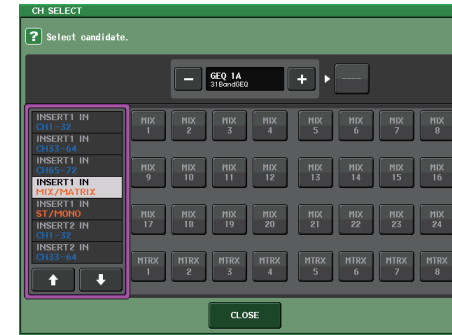 CH SELECT
? Select candidate.
− GEQ 1A +
31BandGEQ
INSERT1 IN
CH1-32
INSERT1 IN
CH33-64
INSERT1 IN
CH65-72
INSERT1 IN
MIX/MATRIX
INSERT1 IN
ST/MONO
INSERT2 IN
CH1-32
INSERT2 IN
CH33-64
MIX 1 MIX 2 MIX 3 MIX 4 MIX 5 MIX 6 MIX 7 MIX 8
MIX 9 MIX 10 MIX 11 MIX 12 MIX 13 MIX 14 MIX 15 MIX 16
MIX 17 MIX 18 MIX 19 MIX 20 MIX 21 MIX 22 MIX 23 MIX 24
MTRX 1 MTRX 2 MTRX 3 MTRX 4 MTRX 5 MTRX 6 MTRX 7 MTRX 8
CLOSE